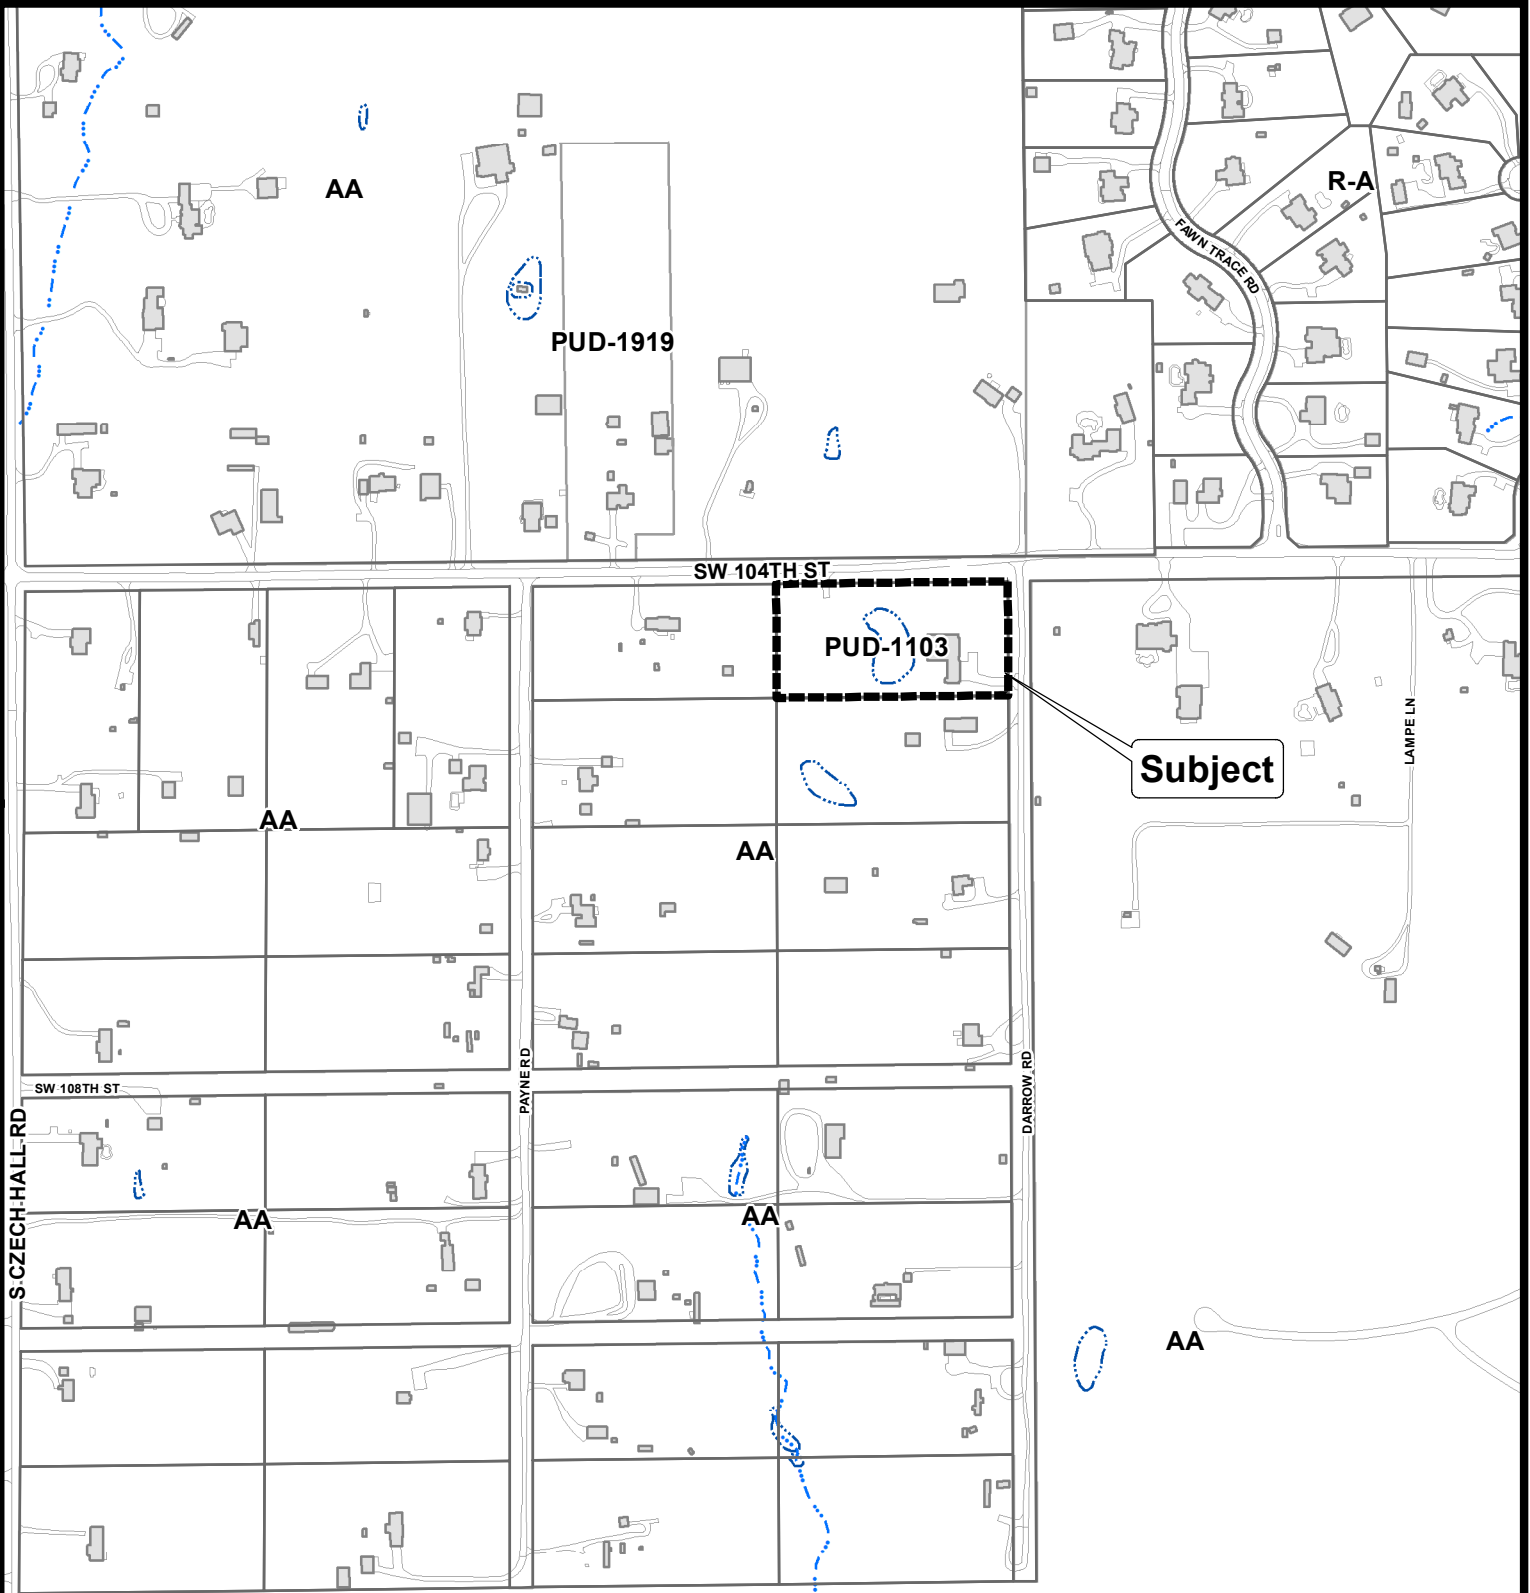 AA
R-A
FAWN TRACE RD
PUD-1919
SW 104TH ST
PUD-1103
LAMPE LN
Subject
AA
AA
PAYNE RD
DARROW RD
SW 108TH ST
S CZECH HALL RD
AA
AA
AA